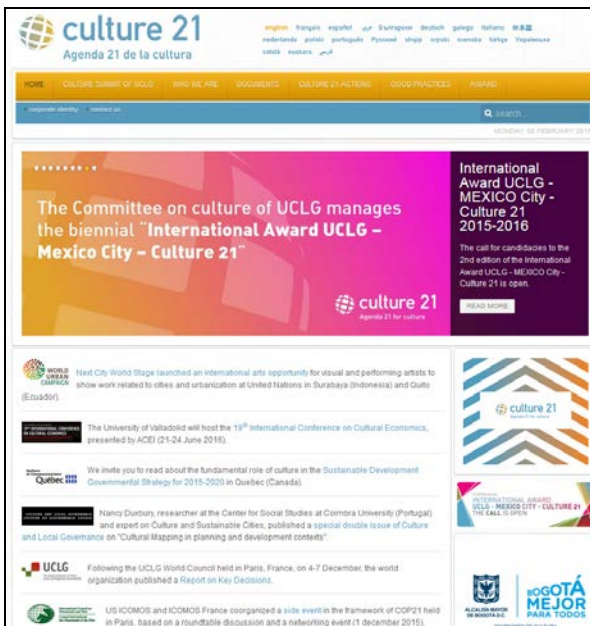 culture 21
Agenda 21 de la cultura
english français español عربي Български deutsch galego italiano 日本語
nederlands polski português Русский shqip srpski svenska türkçe Українська
català euskara فارسی
HOME CULTURE SUMMIT OF UCLG WHO WE ARE DOCUMENTS CULTURE 21 ACTIONS GOOD PRACTICES AWARD
corporate identity contact us
search...
MONDAY, FEBRUARY
The Committee on culture of UCLG manages
the biennial "International Award UCLG –
Mexico City – Culture 21"
culture 21
Agenda 21 for culture
International
Award UCLG -
MEXICO City -
Culture 21
2015-2016
The call for candidacies to the
2nd edition of the International
Award UCLG - MEXICO City -
Culture 21 is open.
READ MORE
WORLD
URBAN
CAMPAIGN
Next City World Stage launched an international arts opportunity for visual and performing artists to
show work related to cities and urbanization at United Nations in Surabaya (Indonesia) and Quito
(Ecuador).
The University of Valladolid will host the 19th International Conference on Cultural Economics,
presented by ACEI (21-24 June 2016).
Québec
We invite you to read about the fundamental role of culture in the Sustainable Development
Governmental Strategy for 2015-2020 in Quebec (Canada).
Nancy Duxbury, researcher at the Center for Social Studies at Coimbra University (Portugal)
and expert on Culture and Sustainable Cities, published a special double issue of Culture
and Local Governance on "Cultural Mapping in planning and development contexts".
UCLG
Following the UCLG World Council held in Paris, France, on 4-7 December, the world
organization published a Report on Key Decisions.
US ICOMOS and ICOMOS France coorganized a side event in the framework of COP21 held
in Paris, based on a roundtable discussion and a networking event (1 december 2015).
culture 21
Agenda 21 for culture
INTERNATIONAL AWARD
UCLG - MEXICO CITY - CULTURE 21
THE CALL IS OPEN
ALCALDÍA MAYOR
DE BOGOTÁ D.C.
BOGOTÁ
MEJOR
PARA TODOS